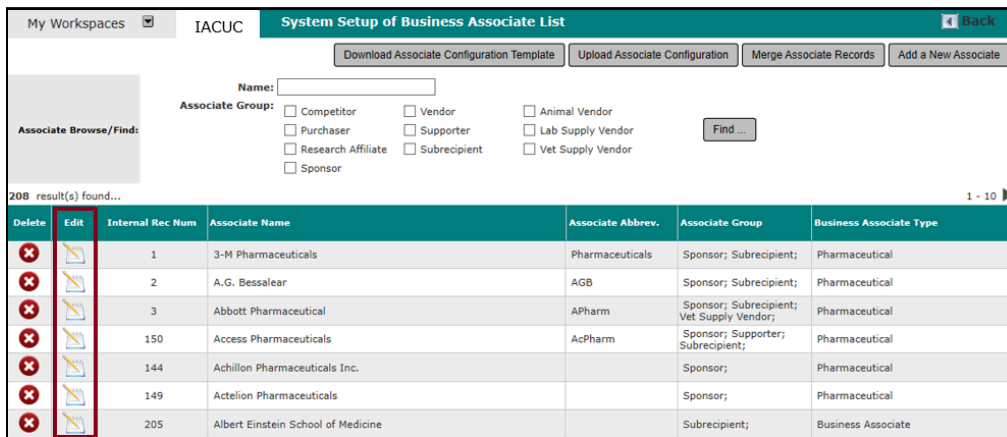 My Workspaces IACUC System Setup of Business Associate List Back
Download Associate Configuration Template Upload Associate Configuration Merge Associate Records Add a New Associate
Name:
Associate Group: Competitor Vendor Animal Vendor
Associate Browse/Find: Purchaser Supporter Lab Supply Vendor Find ...
Research Affiliate Subrecipient Vet Supply Vendor
Sponsor
208 result(s) found... 1 - 10
Delete Edit Internal Rec Num Associate Name Associate Abbrev. Associate Group Business Associate Type
1 3-M Pharmaceuticals Pharmaceuticals Sponsor; Subrecipient; Pharmaceutical
2 A.G. Bessalear AGB Sponsor; Subrecipient; Pharmaceutical
3 Abbott Pharmaceutical APharm Sponsor; Subrecipient; Vet Supply Vendor; Pharmaceutical
150 Access Pharmaceuticals AcPharm Sponsor; Supporter; Subrecipient; Pharmaceutical
144 Achillon Pharmaceuticals Inc. Sponsor; Pharmaceutical
149 Actelion Pharmaceuticals Sponsor; Pharmaceutical
205 Albert Einstein School of Medicine Subrecipient; Business Associate